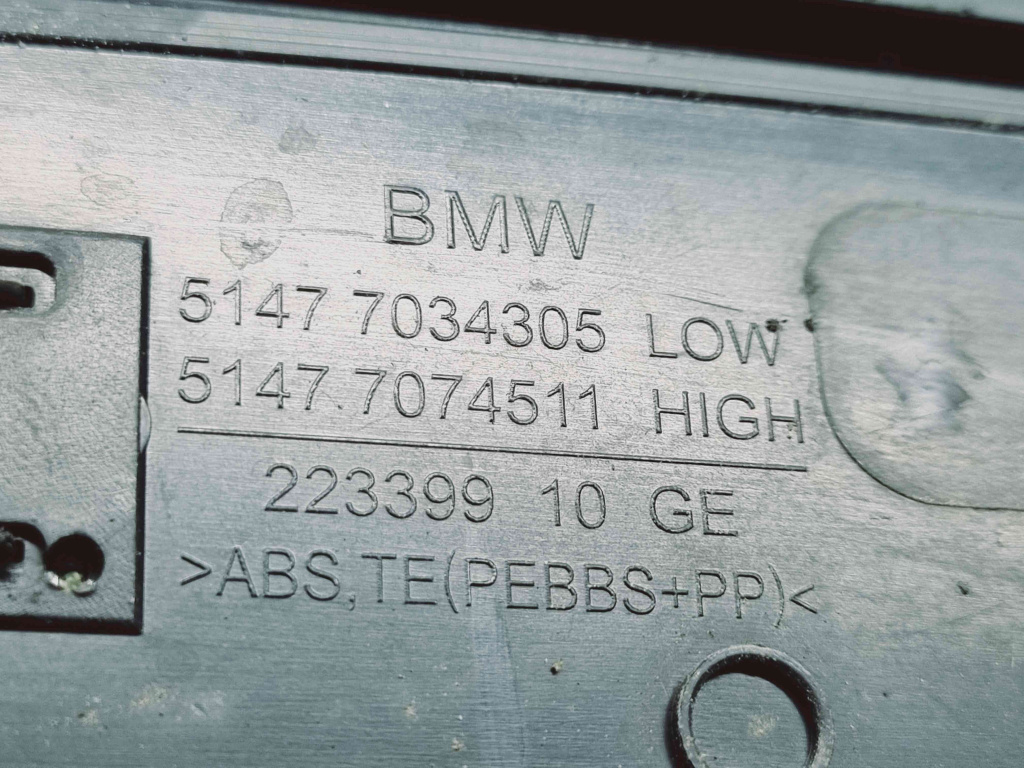 BMW
5147 7034305 LOW
5147.7074511 HIGH
223399 10 GE
>ABS,TE(PEBBS+PP)<